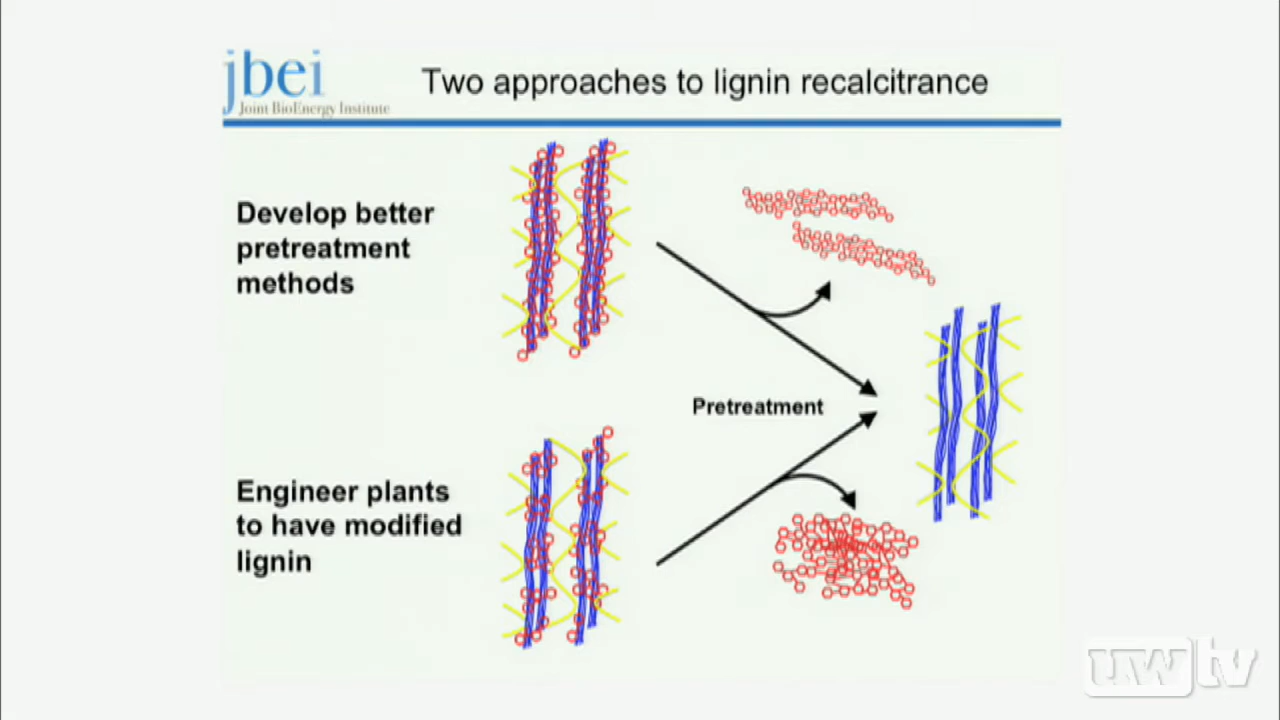 jbei
Joint BioEnergy Institute
Two approaches to lignin recalcitrance
Develop better
pretreatment
methods
Pretreatment
Engineer plants
to have modified
lignin
uwtv